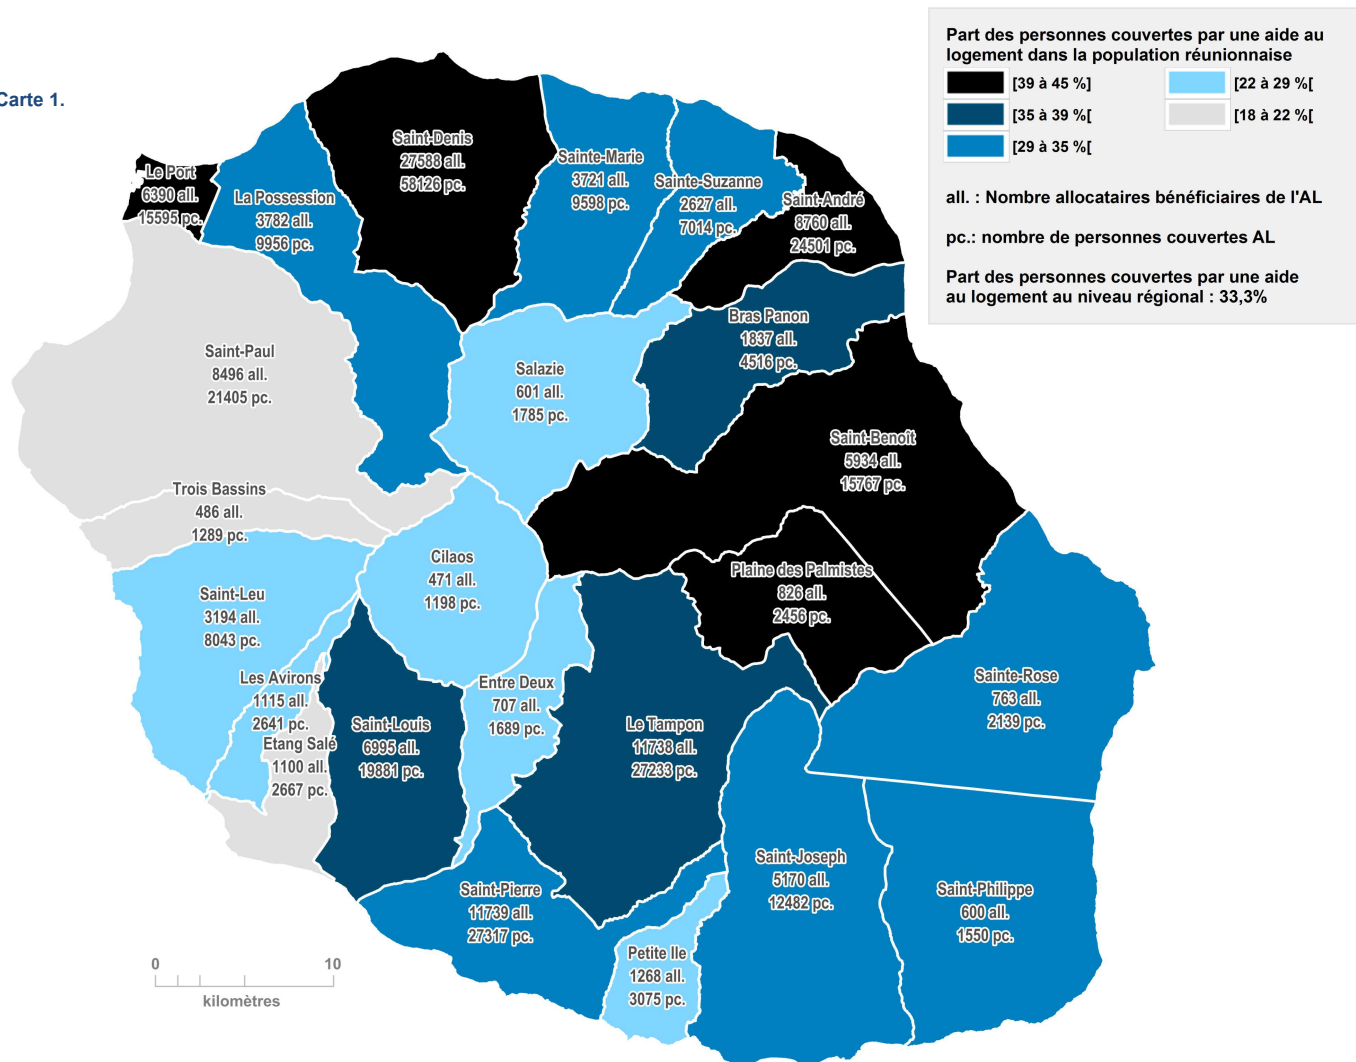 Carte 1.
Part des personnes couvertes par une aide au
logement dans la population réunionnaise
[39 à 45 %]
[22 à 29 %[
[35 à 39 %[
[18 à 22 %[
[29 à 35 %[
all. : Nombre allocataires bénéficiaires de l'AL
pc.: nombre de personnes couvertes AL
Part des personnes couvertes par une aide
au logement au niveau régional : 33,3%
Saint-Denis
27588 all.
58126 pc.
Le Port
6390 all.
15595 pc.
La Possession
3782 all.
9956 pc.
Sainte-Marie
3721 all.
9598 pc.
Sainte-Suzanne
2627 all.
7014 pc.
Saint-André
8760 all.
24501 pc.
Bras Panon
1837 all.
4516 pc.
Saint-Paul
8496 all.
21405 pc.
Salazie
601 all.
1785 pc.
Saint-Benoît
5934 all.
15767 pc.
Trois Bassins
486 all.
1289 pc.
Cilaos
471 all.
1198 pc.
Plaine des Palmistes
826 all.
2456 pc.
Saint-Leu
3194 all.
8043 pc.
Les Avirons
1115 all.
2641 pc.
Etang Salé
1100 all.
2667 pc.
Saint-Louis
6995 all.
19881 pc.
Entre Deux
707 all.
1689 pc.
Le Tampon
11738 all.
27233 pc.
Sainte-Rose
763 all.
2139 pc.
Saint-Pierre
11739 all.
27317 pc.
Saint-Joseph
5170 all.
12482 pc.
Saint-Philippe
600 all.
1550 pc.
Petite Ile
1268 all.
3075 pc.
0 10
kilomètres